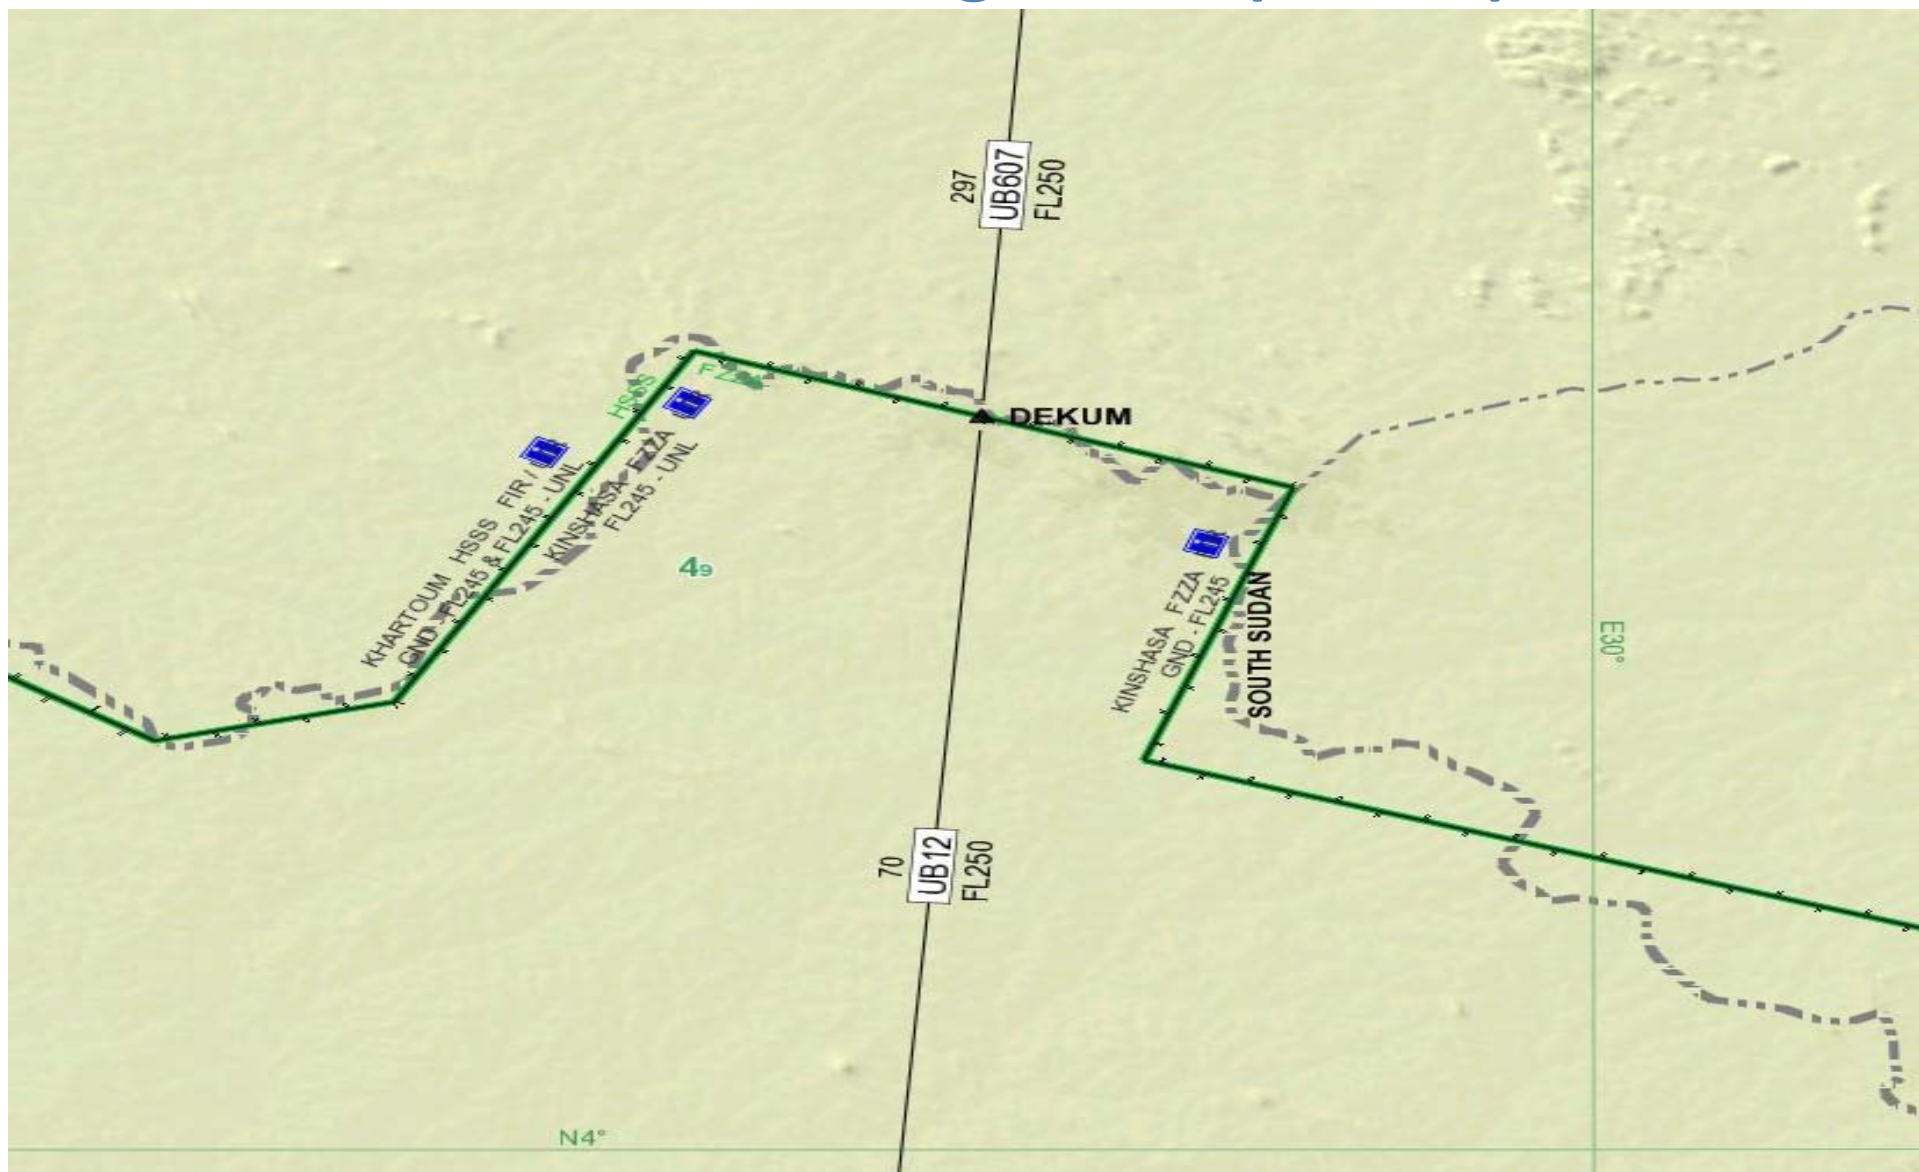 297
UB607
FL250
HSSS
DEKUM
KHARTOUM HSSS FIR /
GND - FL245 & FL245 - UNL
KINSHASA FZZA
FL245 - UNL
49
KINSHASA FZZA
GND - FL245
SOUTH SUDAN
E30°
70
UB12
FL250
N4°